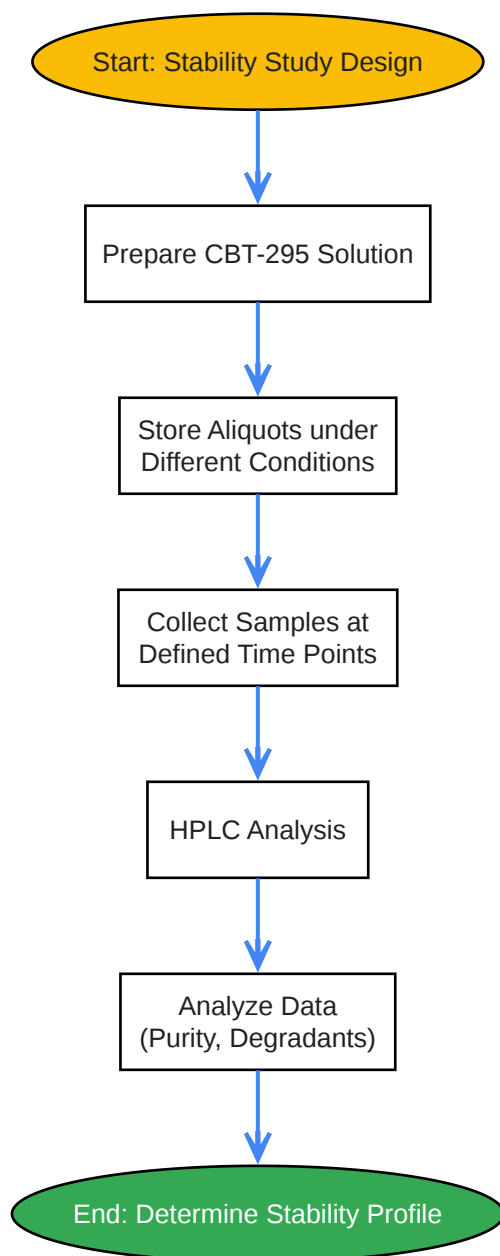 Start: Stability Study Design
Prepare CBT-295 Solution
Store Aliquots under
Different Conditions
Collect Samples at
Defined Time Points
HPLC Analysis
Analyze Data
(Purity, Degradants)
End: Determine Stability Profile